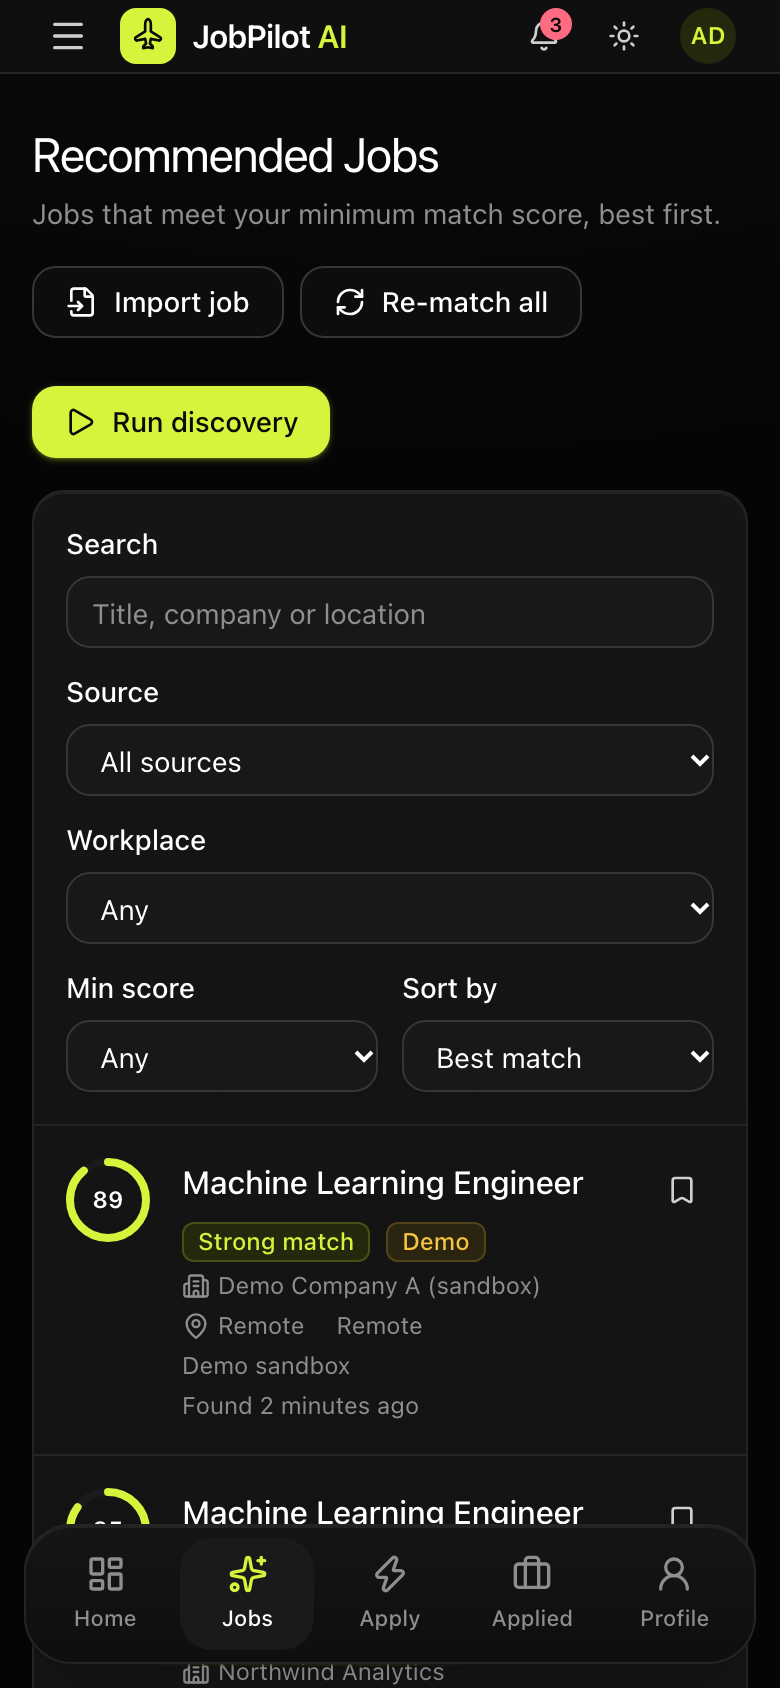 JobPilot AI
3
AD
Recommended Jobs
Jobs that meet your minimum match score, best first.
Import job
Re-match all
Run discovery
Search
Title, company or location
Source
All sources
Workplace
Any
Min score
Sort by
Any
Best match
89
Machine Learning Engineer
Strong match
Demo
Demo Company A (sandbox)
Remote
Remote
Demo sandbox
Found 2 minutes ago
Machine Learning Engineer
Home
Jobs
Apply
Applied
Profile
Northwind Analytics